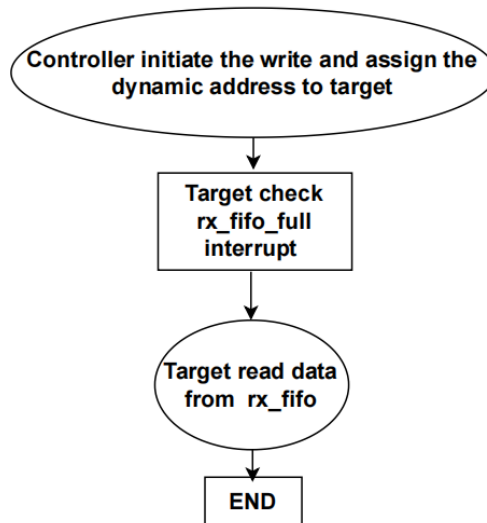 Controller initiate the write and assign the
dynamic address to target
Target check
rx_fifo_full
interrupt
Target read data
from rx_fifo
END